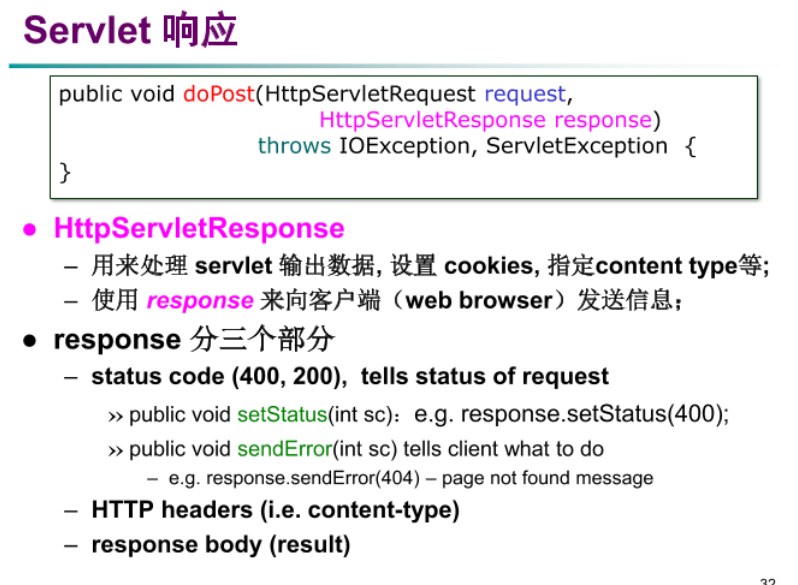 Servlet 响应
public void doPost(HttpServletRequest request,
HttpServletResponse response)
throws IOException, ServletException {
}
● HttpServletResponse
– 用来处理 servlet 输出数据, 设置 cookies, 指定content type等;
– 使用 response 来向客户端（web browser）发送信息；
● response 分三个部分
– status code (400, 200), tells status of request
›› public void setStatus(int sc)：e.g. response.setStatus(400);
›› public void sendError(int sc) tells client what to do
– e.g. response.sendError(404) – page not found message
– HTTP headers (i.e. content-type)
– response body (result)
32